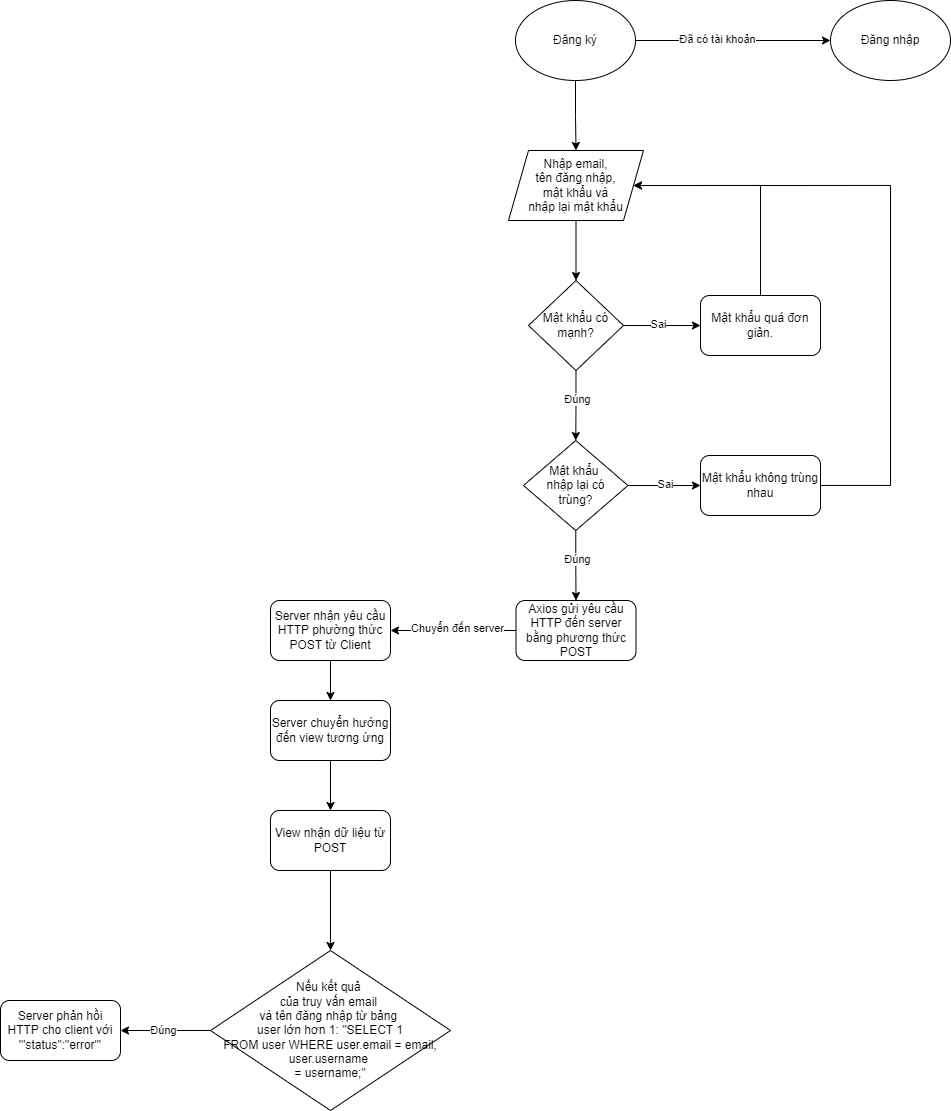 Đăng ký
Đã có tài khoản
Đăng nhập
Nhập email,
tên đăng nhập,
mật khẩu và
nhập lại mật khẩu
Mật khẩu có
mạnh?
Sai
Mật khẩu quá đơn
giản.
Đúng
Mật khẩu
nhập lại có
trùng?
Sai
Mật khẩu không trùng
nhau
Đúng
Axios gửi yêu cầu
HTTP đến server
bằng phương thức
POST
Chuyển đến server
Server nhận yêu cầu
HTTP phường thức
POST từ Client
Server chuyển hướng
đến view tương ứng
View nhận dữ liệu từ
POST
Nếu kết quả
của truy vấn email
và tên đăng nhập từ bảng
user lớn hơn 1: "SELECT 1
FROM user WHERE user.email = email,
user.username
= username;"
Đúng
Server phản hồi
HTTP cho client với
'"status":"error"'